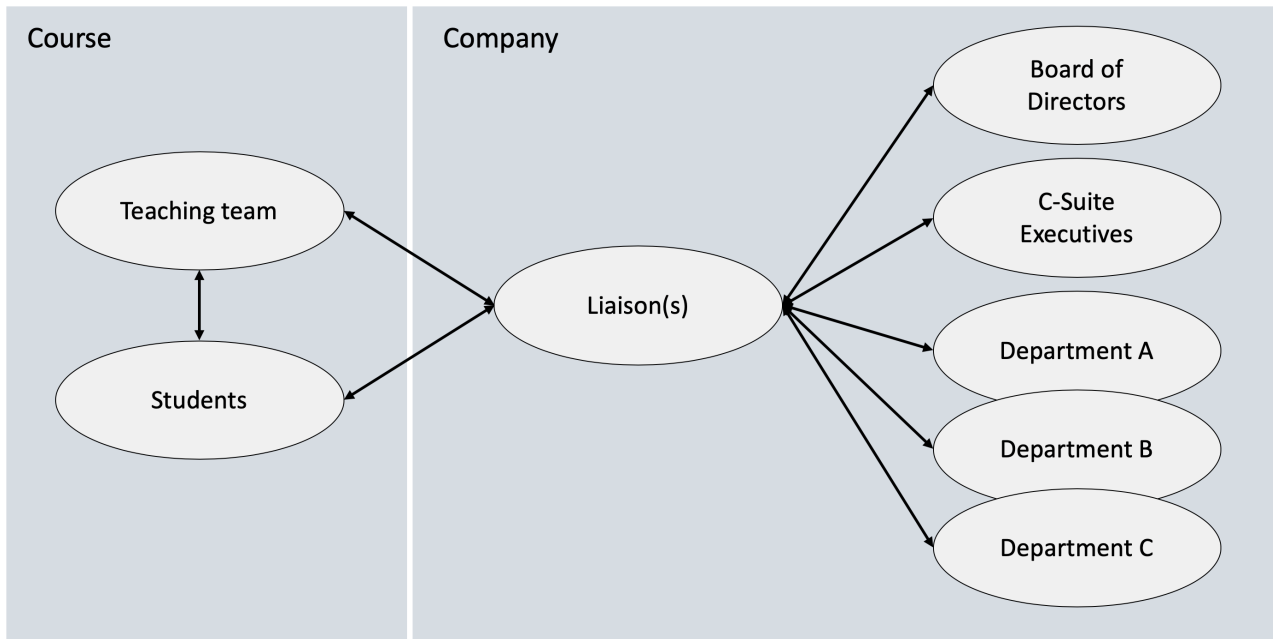 Course
Company
Teaching team
Students
Liaison(s)
Board of
Directors
C-Suite
Executives
Department A
Department B
Department C